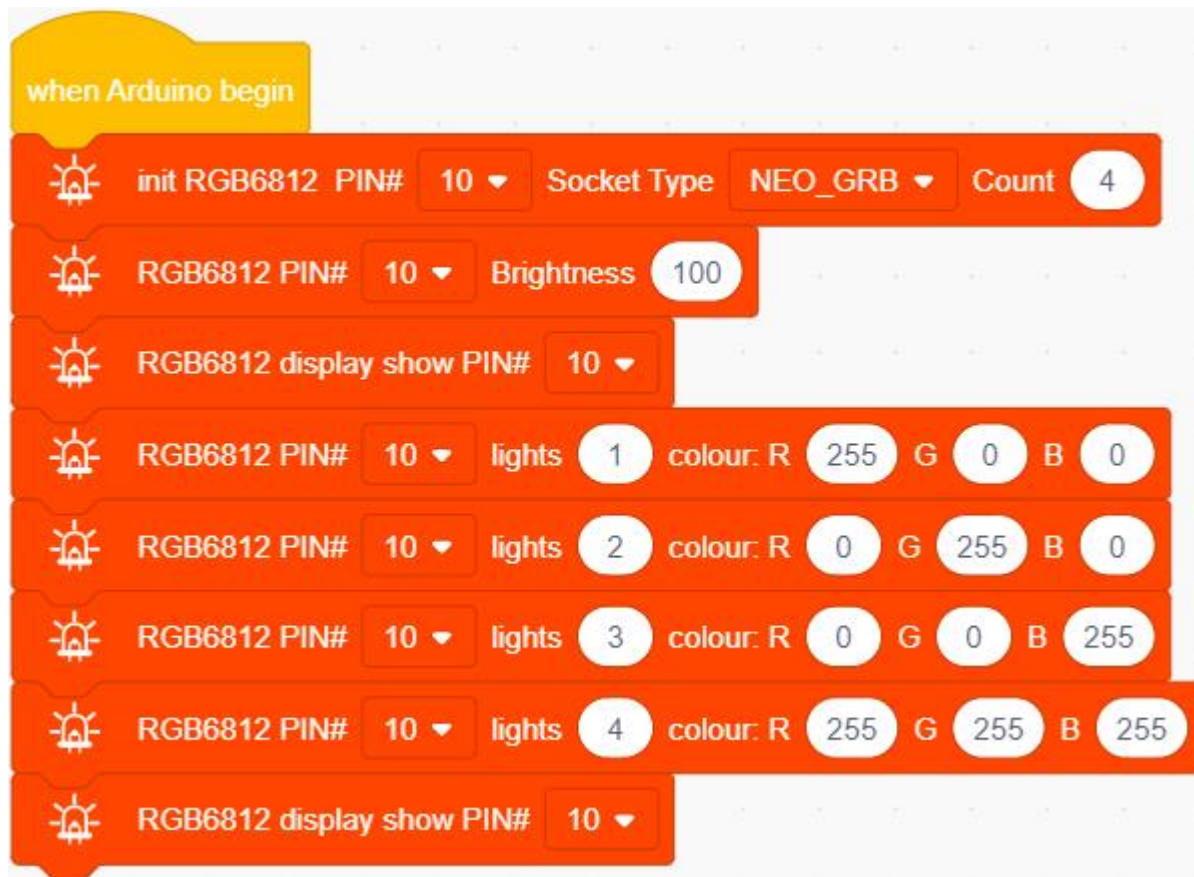 when Arduino begin
init RGB6812 PIN# 10 Socket Type NEO_GRB Count 4
RGB6812 PIN# 10 Brightness 100
RGB6812 display show PIN# 10
RGB6812 PIN# 10 lights 1 colour: R 255 G 0 B 0
RGB6812 PIN# 10 lights 2 colour: R 0 G 255 B 0
RGB6812 PIN# 10 lights 3 colour: R 0 G 0 B 255
RGB6812 PIN# 10 lights 4 colour: R 255 G 255 B 255
RGB6812 display show PIN# 10